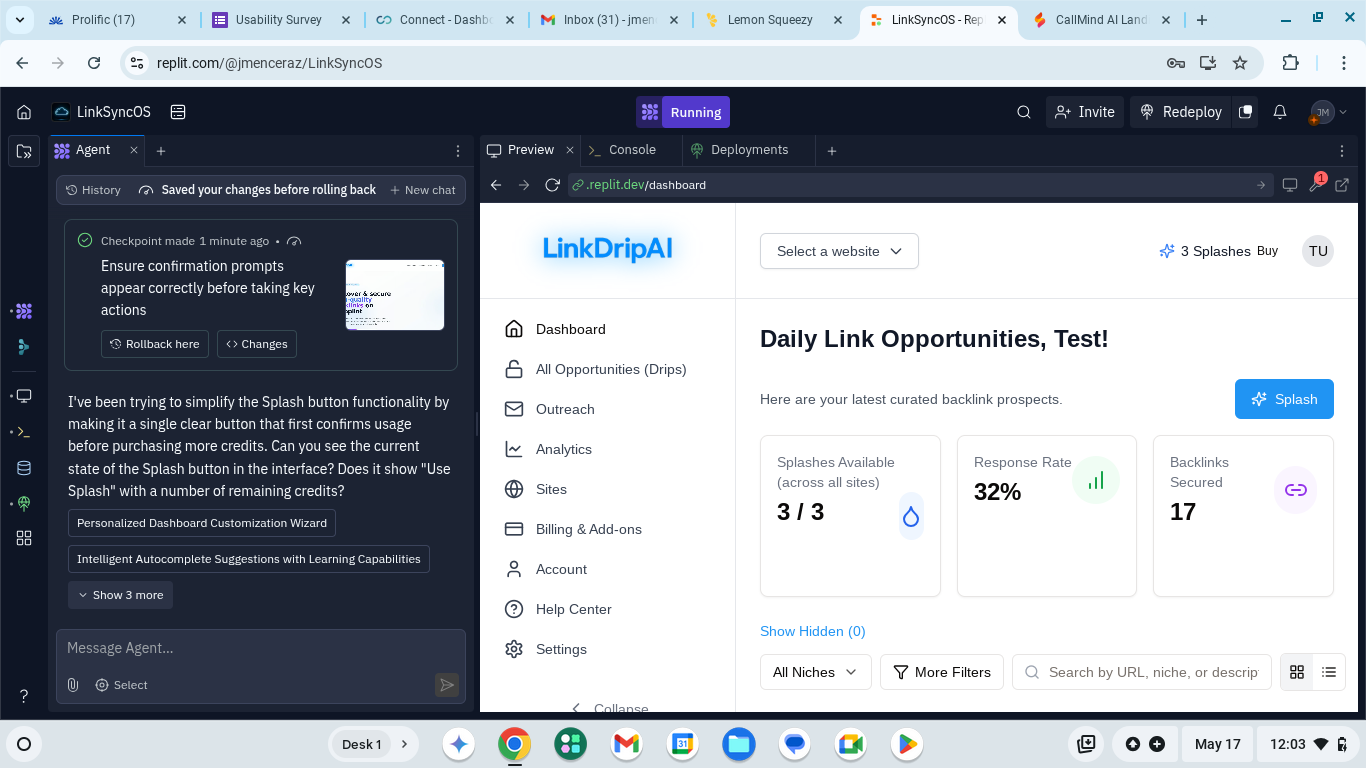 Prolific (17)
Usability Survey
Connect - Dashb
Inbox (31) - jmen
Lemon Squeezy
LinkSyncOS - Rep
CallMind AI Land
replit.com/@jmenceraz/LinkSyncOS
LinkSyncOS
Running
Invite
Redeploy
JM
Agent
Preview
Console
Deployments
History
Saved your changes before rolling back
New chat
.replit.dev/dashboard
1
Checkpoint made 1 minute ago •
Ensure confirmation prompts
appear correctly before taking key
actions
Rollback here
Changes
I've been trying to simplify the Splash button functionality by
making it a single clear button that first confirms usage
before purchasing more credits. Can you see the current
state of the Splash button in the interface? Does it show "Use
Splash" with a number of remaining credits?
Personalized Dashboard Customization Wizard
Intelligent Autocomplete Suggestions with Learning Capabilities
Show 3 more
Message Agent...
Select
LinkDripAI
Select a website
3 Splashes
Buy
TU
Dashboard
All Opportunities (Drips)
Outreach
Analytics
Sites
Billing & Add-ons
Account
Help Center
Settings
Collapse
Daily Link Opportunities, Test!
Here are your latest curated backlink prospects.
Splash
Splashes Available
(across all sites)
3 / 3
Response Rate
32%
Backlinks
Secured
17
Show Hidden (0)
All Niches
More Filters
Search by URL, niche, or descrip
?
Desk 1
31
May 17
12:03